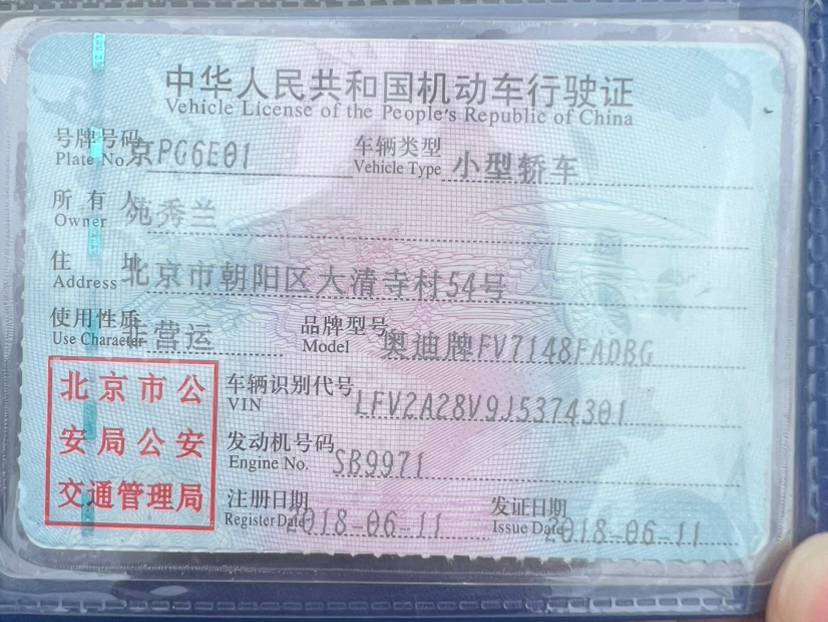 中华人民共和国机动车行驶证
Vehicle License of the People's Republic of China
号牌号码 京PG6E01 车辆类型 小型轿车
Plate No. Vehicle Type
所有人 苑秀兰
Owner
住址 北京市朝阳区大清寺村54号
Address
使用性质 非营运 品牌型号 奥迪牌FV7148FADBG
Use Character Model
北京市公
安局公安
交通管理局
车辆识别代号 LFV2A28V9J5374301
VIN
发动机号码 SB9971
Engine No.
注册日期 2018-06-11 发证日期 2018-06-11
Register Date Issue Date